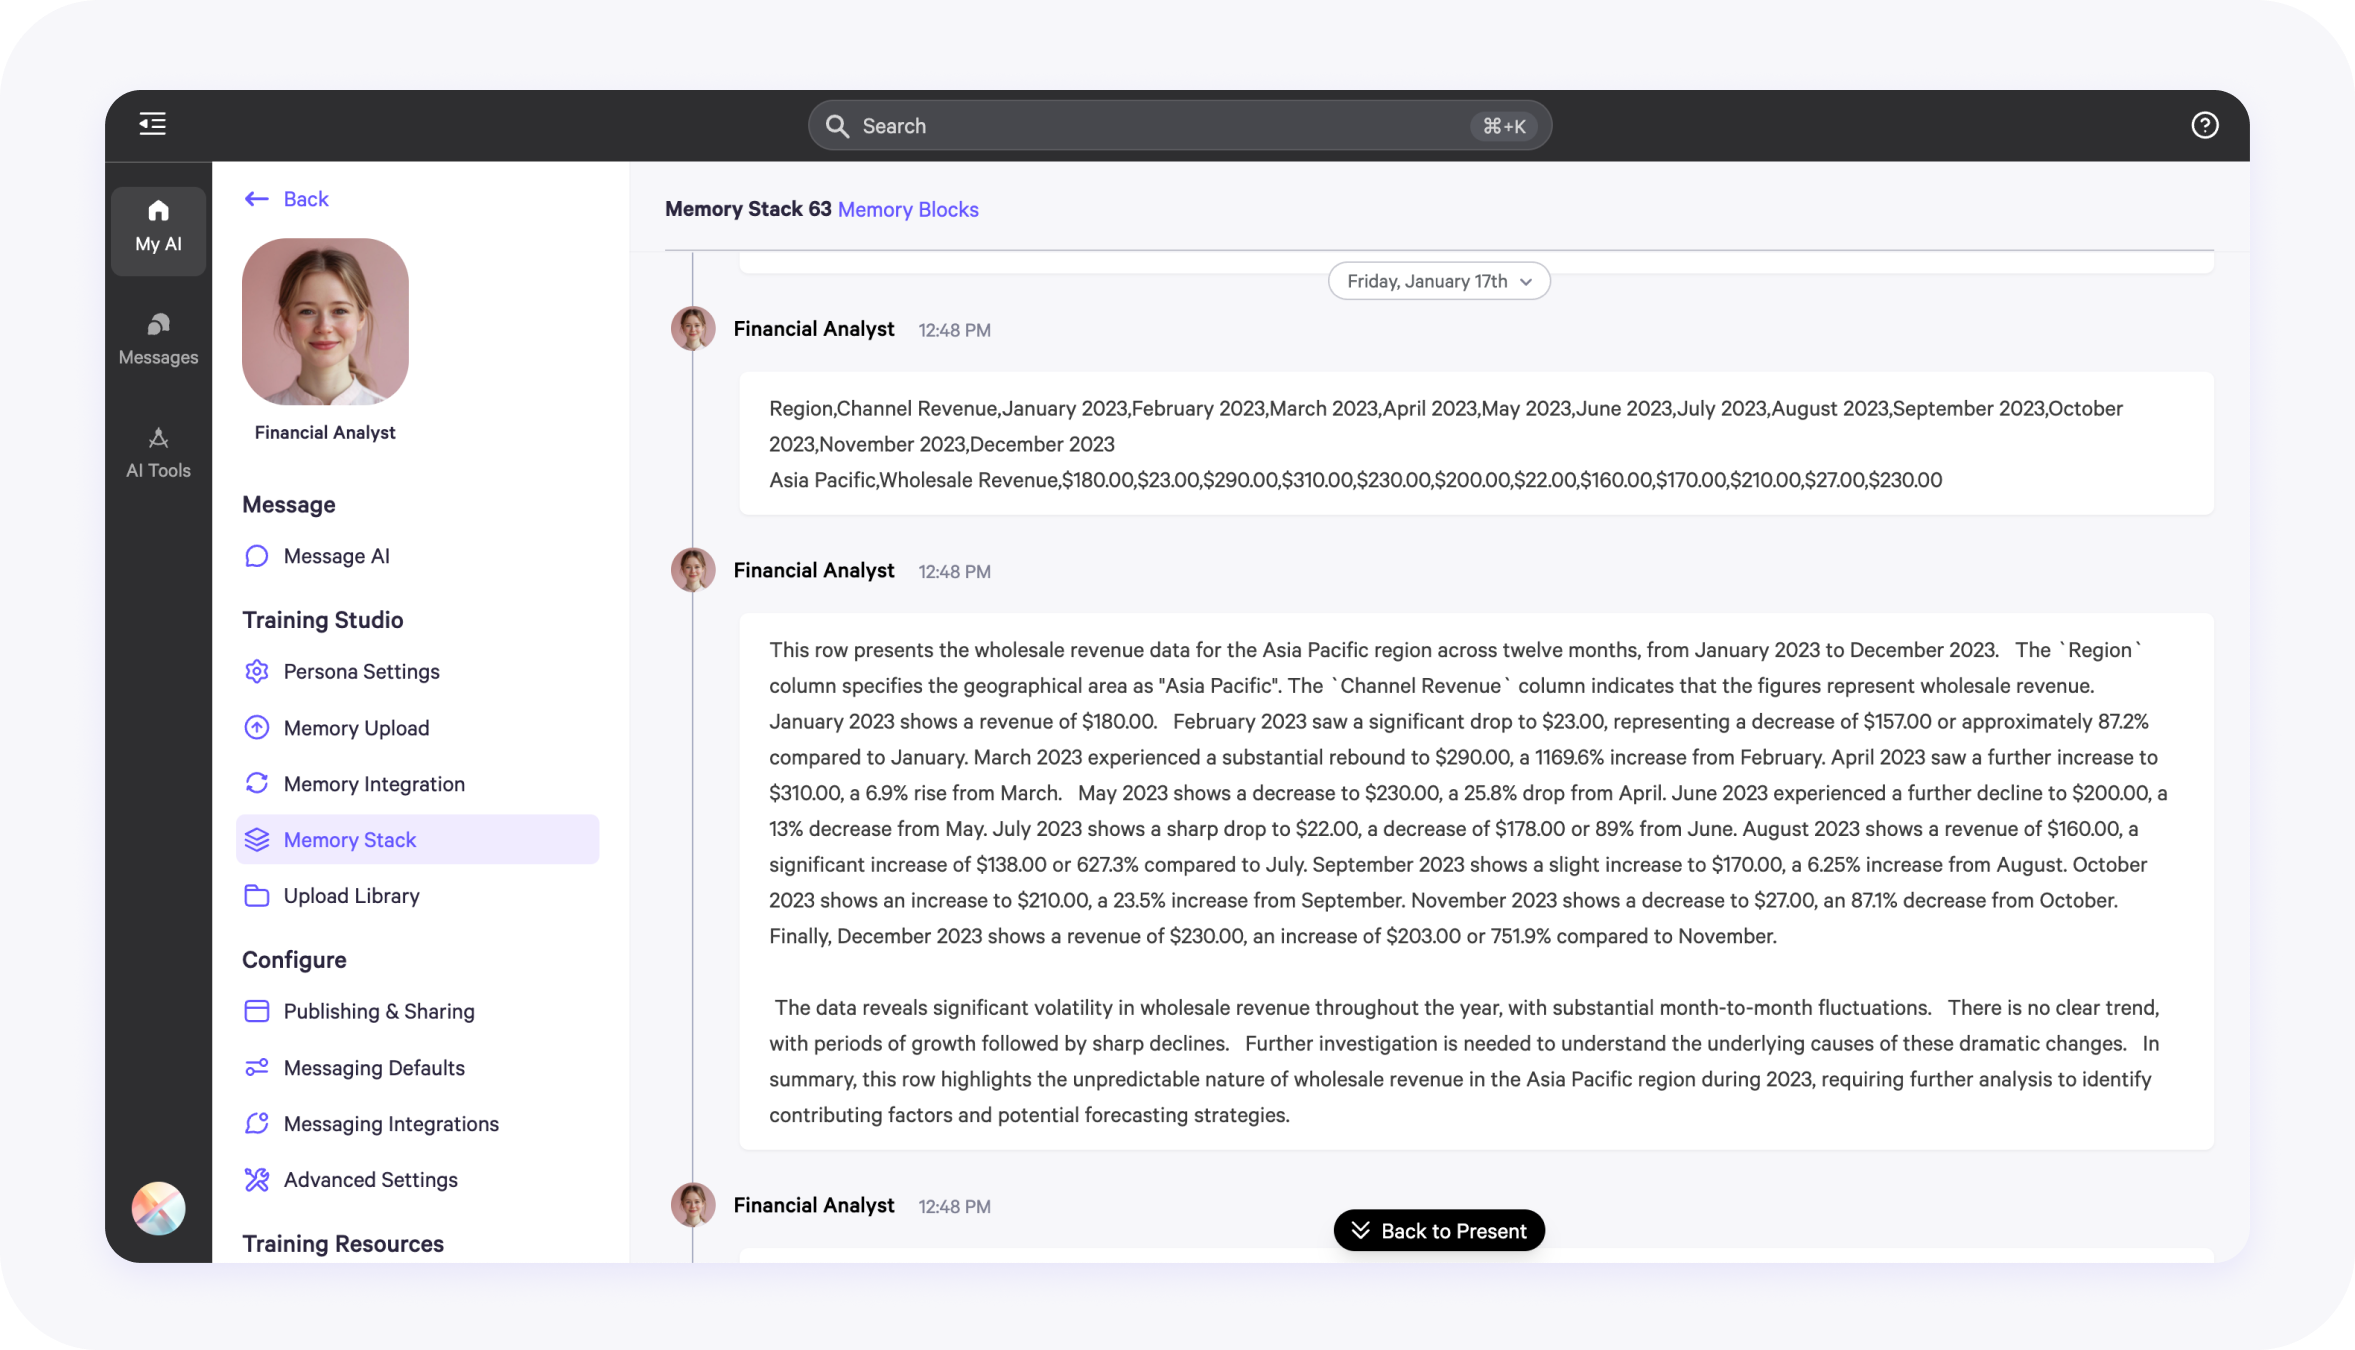 Search
⌘+K
My AI
Messages
AI Tools
Back
Financial Analyst
Message
Message AI
Training Studio
Persona Settings
Memory Upload
Memory Integration
Memory Stack
Upload Library
Configure
Publishing & Sharing
Messaging Defaults
Messaging Integrations
Advanced Settings
Training Resources
Memory Stack 63 Memory Blocks
Friday, January 17th
Financial Analyst 12:48 PM
Region,Channel Revenue,January 2023,February 2023,March 2023,April 2023,May 2023,June 2023,July 2023,August 2023,September 2023,October
2023,November 2023,December 2023
Asia Pacific,Wholesale Revenue,$180.00,$23.00,$290.00,$310.00,$230.00,$200.00,$22.00,$160.00,$170.00,$210.00,$27.00,$230.00
Financial Analyst 12:48 PM
This row presents the wholesale revenue data for the Asia Pacific region across twelve months, from January 2023 to December 2023. The `Region`
column specifies the geographical area as "Asia Pacific". The `Channel Revenue` column indicates that the figures represent wholesale revenue.
January 2023 shows a revenue of $180.00. February 2023 saw a significant drop to $23.00, representing a decrease of $157.00 or approximately 87.2%
compared to January. March 2023 experienced a substantial rebound to $290.00, a 1169.6% increase from February. April 2023 saw a further increase to
$310.00, a 6.9% rise from March. May 2023 shows a decrease to $230.00, a 25.8% drop from April. June 2023 experienced a further decline to $200.00, a
13% decrease from May. July 2023 shows a sharp drop to $22.00, a decrease of $178.00 or 89% from June. August 2023 shows a revenue of $160.00, a
significant increase of $138.00 or 627.3% compared to July. September 2023 shows a slight increase to $170.00, a 6.25% increase from August. October
2023 shows an increase to $210.00, a 23.5% increase from September. November 2023 shows a decrease to $27.00, an 87.1% decrease from October.
Finally, December 2023 shows a revenue of $230.00, an increase of $203.00 or 751.9% compared to November.
The data reveals significant volatility in wholesale revenue throughout the year, with substantial month-to-month fluctuations. There is no clear trend,
with periods of growth followed by sharp declines. Further investigation is needed to understand the underlying causes of these dramatic changes. In
summary, this row highlights the unpredictable nature of wholesale revenue in the Asia Pacific region during 2023, requiring further analysis to identify
contributing factors and potential forecasting strategies.
Financial Analyst 12:48 PM
Back to Present